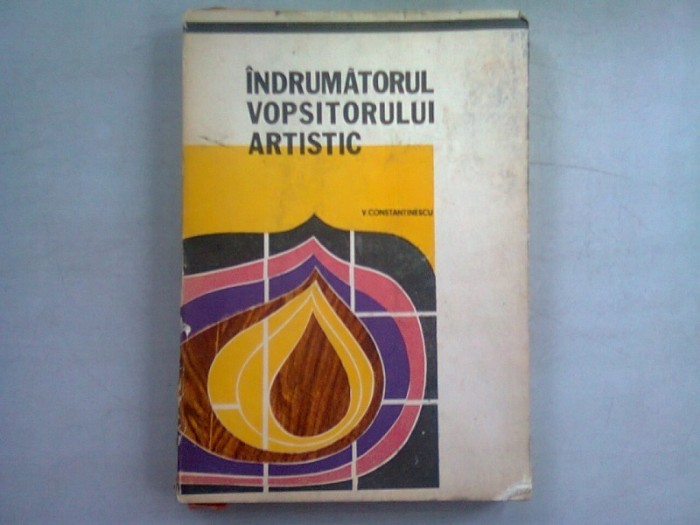 ÎNDRUMĂTORUL
VOPSITORULUI
ARTISTIC
V. CONSTANTINESCU